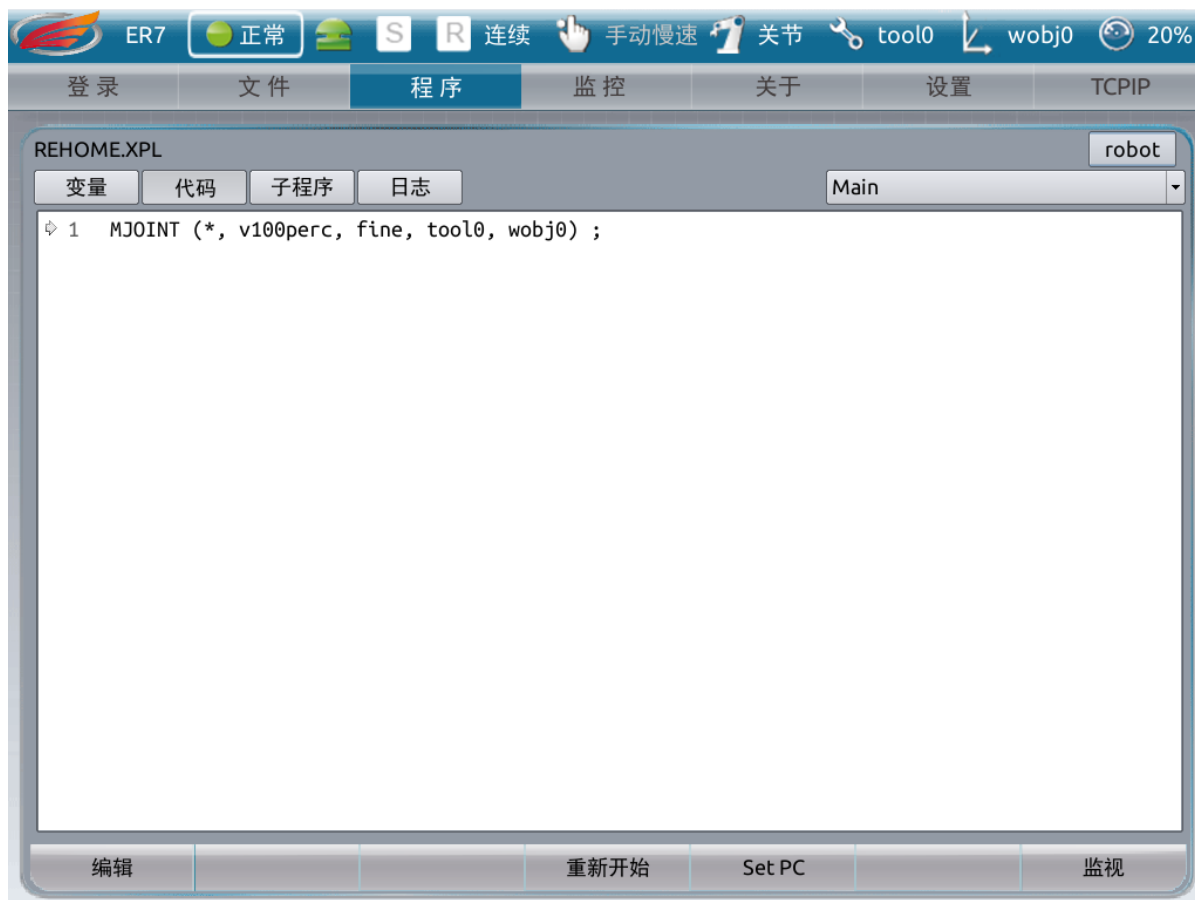 ER7 正常 S R 连续 手动慢速 关节 tool0 wobj0 20%
登录 文件 程序 监控 关于 设置 TCPIP
REHOME.XPL robot
变量 代码 子程序 日志 Main
1 MJOINT (*, v100perc, fine, tool0, wobj0) ;
编辑 重新开始 Set PC 监视